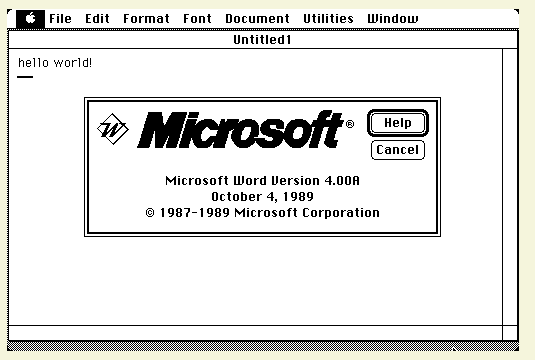 File Edit Format Font Document Utilities Window
Untitled1
hello world!
Microsoft®
Help
Cancel
Microsoft Word Version 4.00A
October 4, 1989
© 1987-1989 Microsoft Corporation